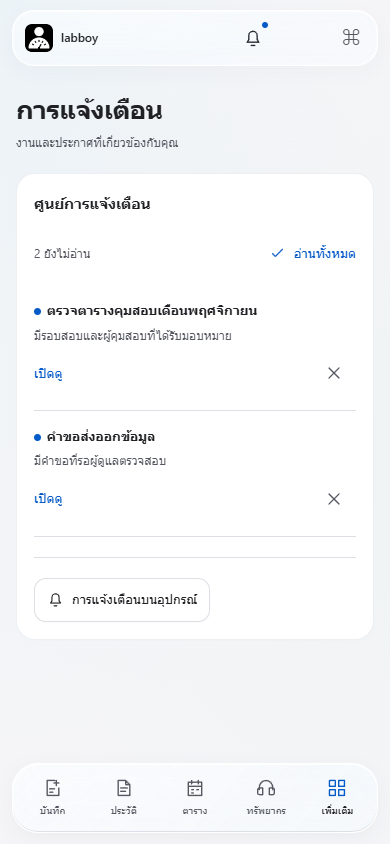 labboy
การแจ้งเตือน
งานและประกาศที่เกี่ยวข้องกับคุณ
ศูนย์การแจ้งเตือน
2 ยังไม่อ่าน
อ่านทั้งหมด
ตรวจตารางคุมสอบเดือนพฤศจิกายน
มีรอบสอบและผู้คุมสอบที่ได้รับมอบหมาย
เปิดดู
คำขอส่งออกข้อมูล
มีคำขอที่รอผู้ดูแลตรวจสอบ
เปิดดู
การแจ้งเตือนบนอุปกรณ์
บันทึก
ประวัติ
ตาราง
ทรัพยากร
เพิ่มเติม